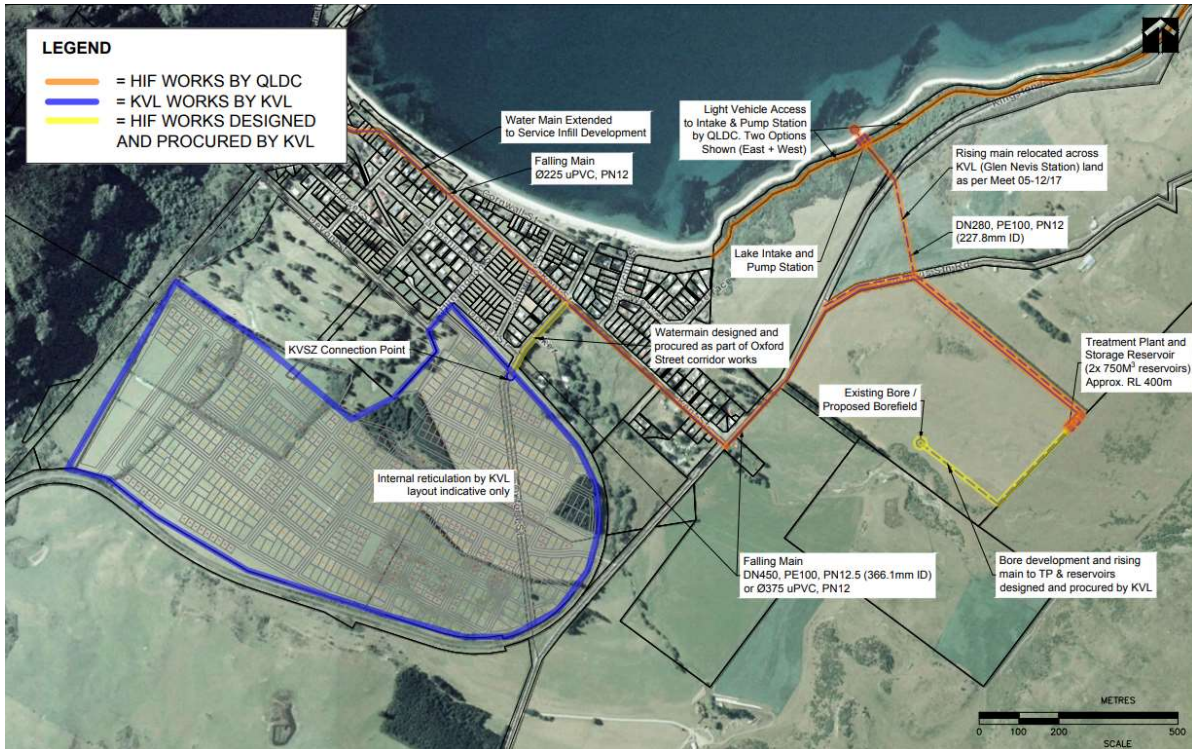 LEGEND
= HIF WORKS BY QLDC
= KVL WORKS BY KVL
= HIF WORKS DESIGNED
AND PROCURED BY KVL
Water Main Extended
to Service Infill Development
Falling Main
Ø225 uPVC, PN12
Light Vehicle Access
to Intake & Pump Station
by QLDC. Two Options
Shown (East + West)
Rising main relocated across
KVL (Glen Nevis Station) land
as per Meet 05-12/17
DN280, PE100, PN12
(227.8mm ID)
Lake Intake and
Pump Station
KVSZ Connection Point
Watermain designed and
procured as part of Oxford
Street corridor works
Treatment Plant and
Storage Reservoir
(2x 750M³ reservoirs)
Approx. RL 400m
Existing Bore /
Proposed Borefield
Internal reticulation by KVL
layout indicative only
Falling Main
DN450, PE100, PN12.5 (366.1mm ID)
or Ø375 uPVC, PN12
Bore development and rising
main to TP & reservoirs
designed and procured by KVL
METRES
0 100 200 500
SCALE